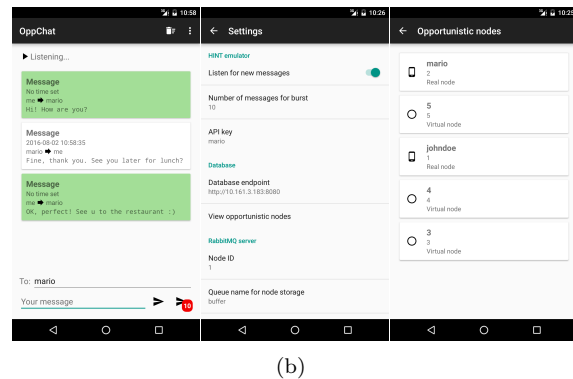 10:58
OppChat
Listening...
Message
No time set
me → mario
Hi! How are you?
Message
2016-08-02 10:58:35
mario → me
Fine, thank you. See you later for lunch?
Message
No time set
me → mario
OK, perfect! See u to the restaurant :)
To: mario
Your message
10
10:26
Settings
HINT emulator
Listen for new messages
Number of messages for burst
10
API key
mario
Database
Database endpoint
http://10.161.3.183:8080
View opportunistic nodes
RabbitMQ server
Node ID
1
Queue name for node storage
buffer
10:25
Opportunistic nodes
mario
2
Real node
5
5
Virtual node
johndoe
1
Real node
4
4
Virtual node
3
3
Virtual node
(b)